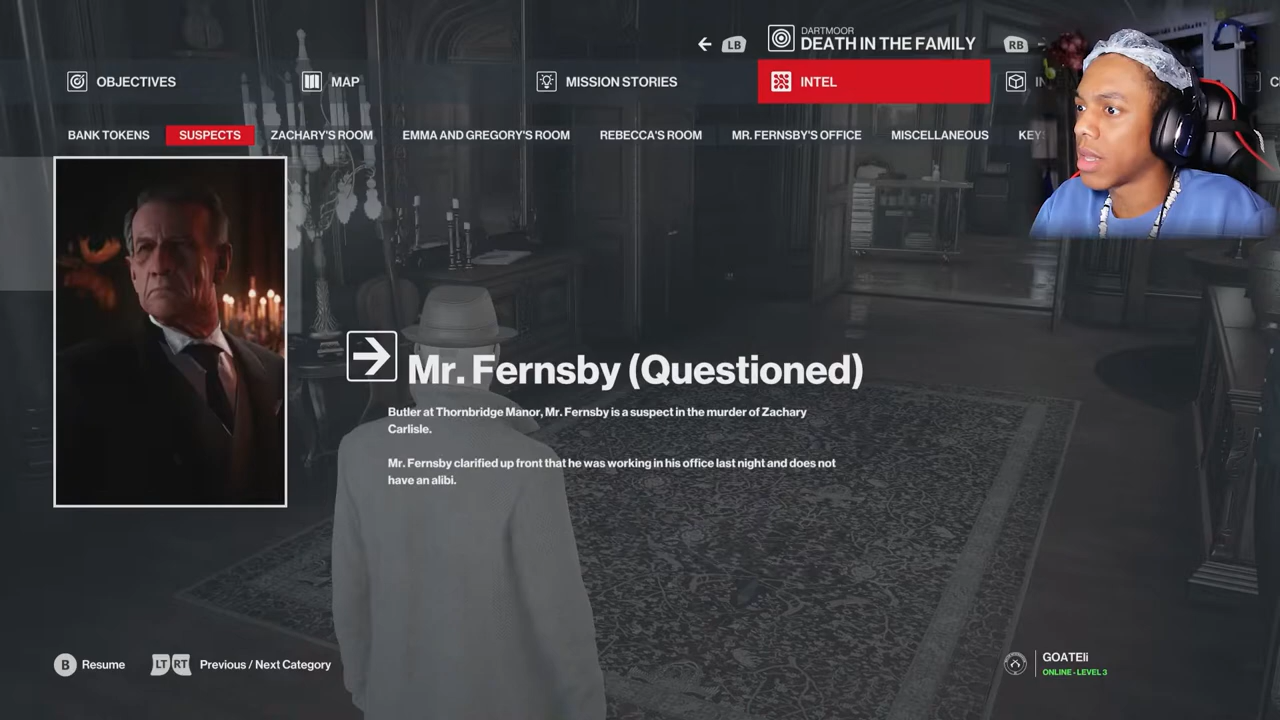 LB
DARTMOOR
DEATH IN THE FAMILY
RB
OBJECTIVES
MAP
MISSION STORIES
INTEL
BANK TOKENS
SUSPECTS
ZACHARY'S ROOM
EMMA AND GREGORY'S ROOM
REBECCA'S ROOM
MR. FERNSBY'S OFFICE
MISCELLANEOUS
Mr. Fernsby (Questioned)
Butler at Thornbridge Manor, Mr. Fernsby is a suspect in the murder of Zachary
Carlisle.
Mr. Fernsby clarified up front that he was working in his office last night and does not
have an alibi.
B Resume
LT RT Previous / Next Category
GOATEli
ONLINE - LEVEL 3